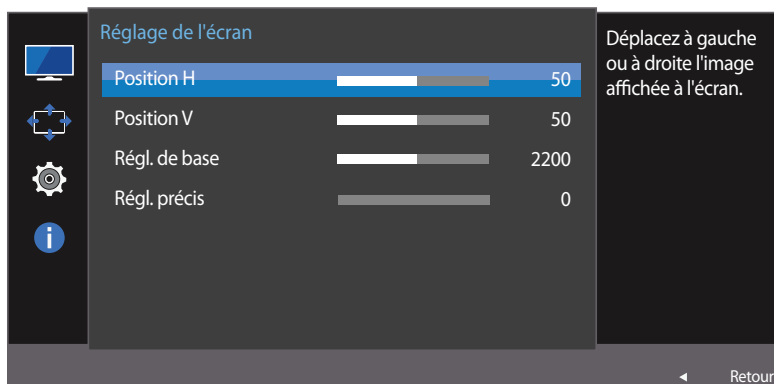 Réglage de l'écran
Position H 50
Position V 50
Régl. de base 2200
Régl. précis 0
Déplacez à gauche
ou à droite l'image
affichée à l'écran.
Retour